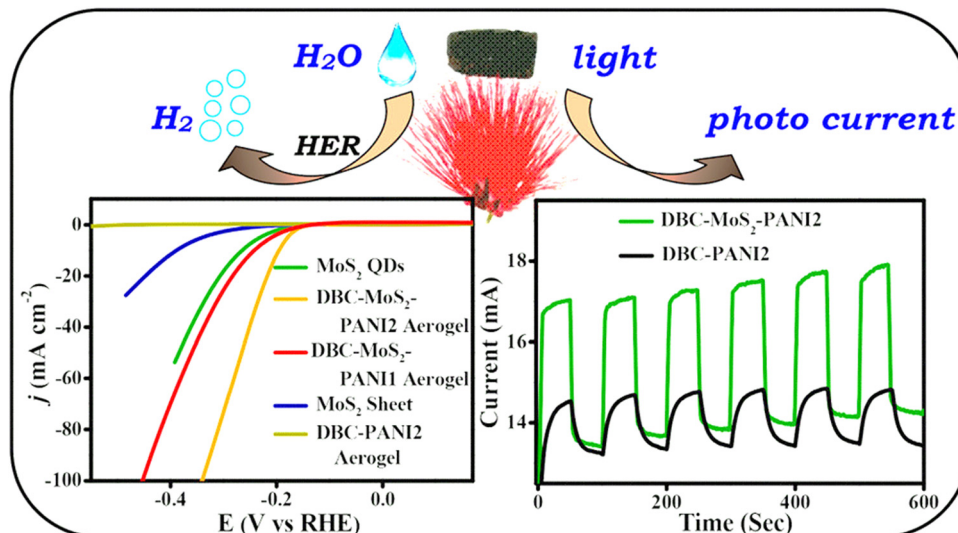 H₂O
light
H₂
HER
photo current
0
-20
-40
-60
-80
-100
j (mA cm⁻²)
MoS₂ QDs
DBC-MoS₂-
PANI2 Aerogel
DBC-MoS₂-
PANI1 Aerogel
MoS₂ Sheet
DBC-PANI2
Aerogel
-0.4
-0.2
0.0
E (V vs RHE)
DBC-MoS₂-PANI2
DBC-PANI2
18
16
14
Current (mA)
0
200
400
600
Time (Sec)